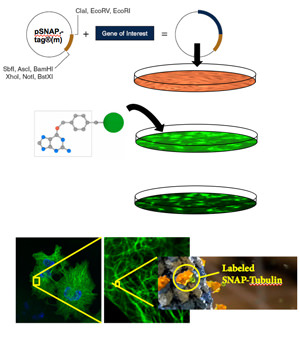 ClaI, EcoRV, EcoRI
pSNAP-
tag®(m)
+
Gene of Interest
=
SbfI, AscI, BamHI
XhoI, NotI, BstXI
Labeled
SNAP-Tubulin